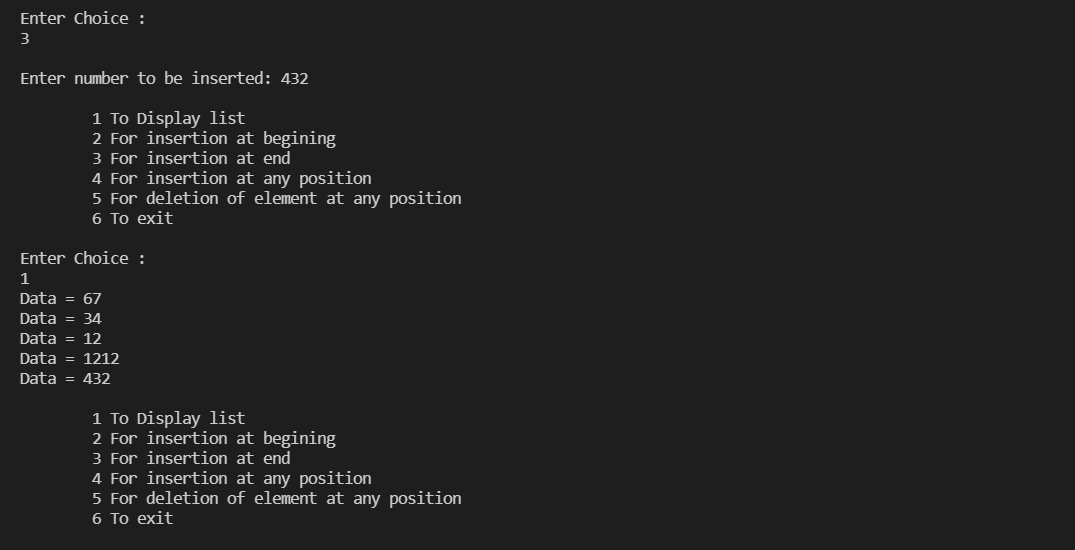 Enter Choice :
3
Enter number to be inserted: 432
1 To Display list
2 For insertion at begining
3 For insertion at end
4 For insertion at any position
5 For deletion of element at any position
6 To exit
Enter Choice :
1
Data = 67
Data = 34
Data = 12
Data = 1212
Data = 432
1 To Display list
2 For insertion at begining
3 For insertion at end
4 For insertion at any position
5 For deletion of element at any position
6 To exit